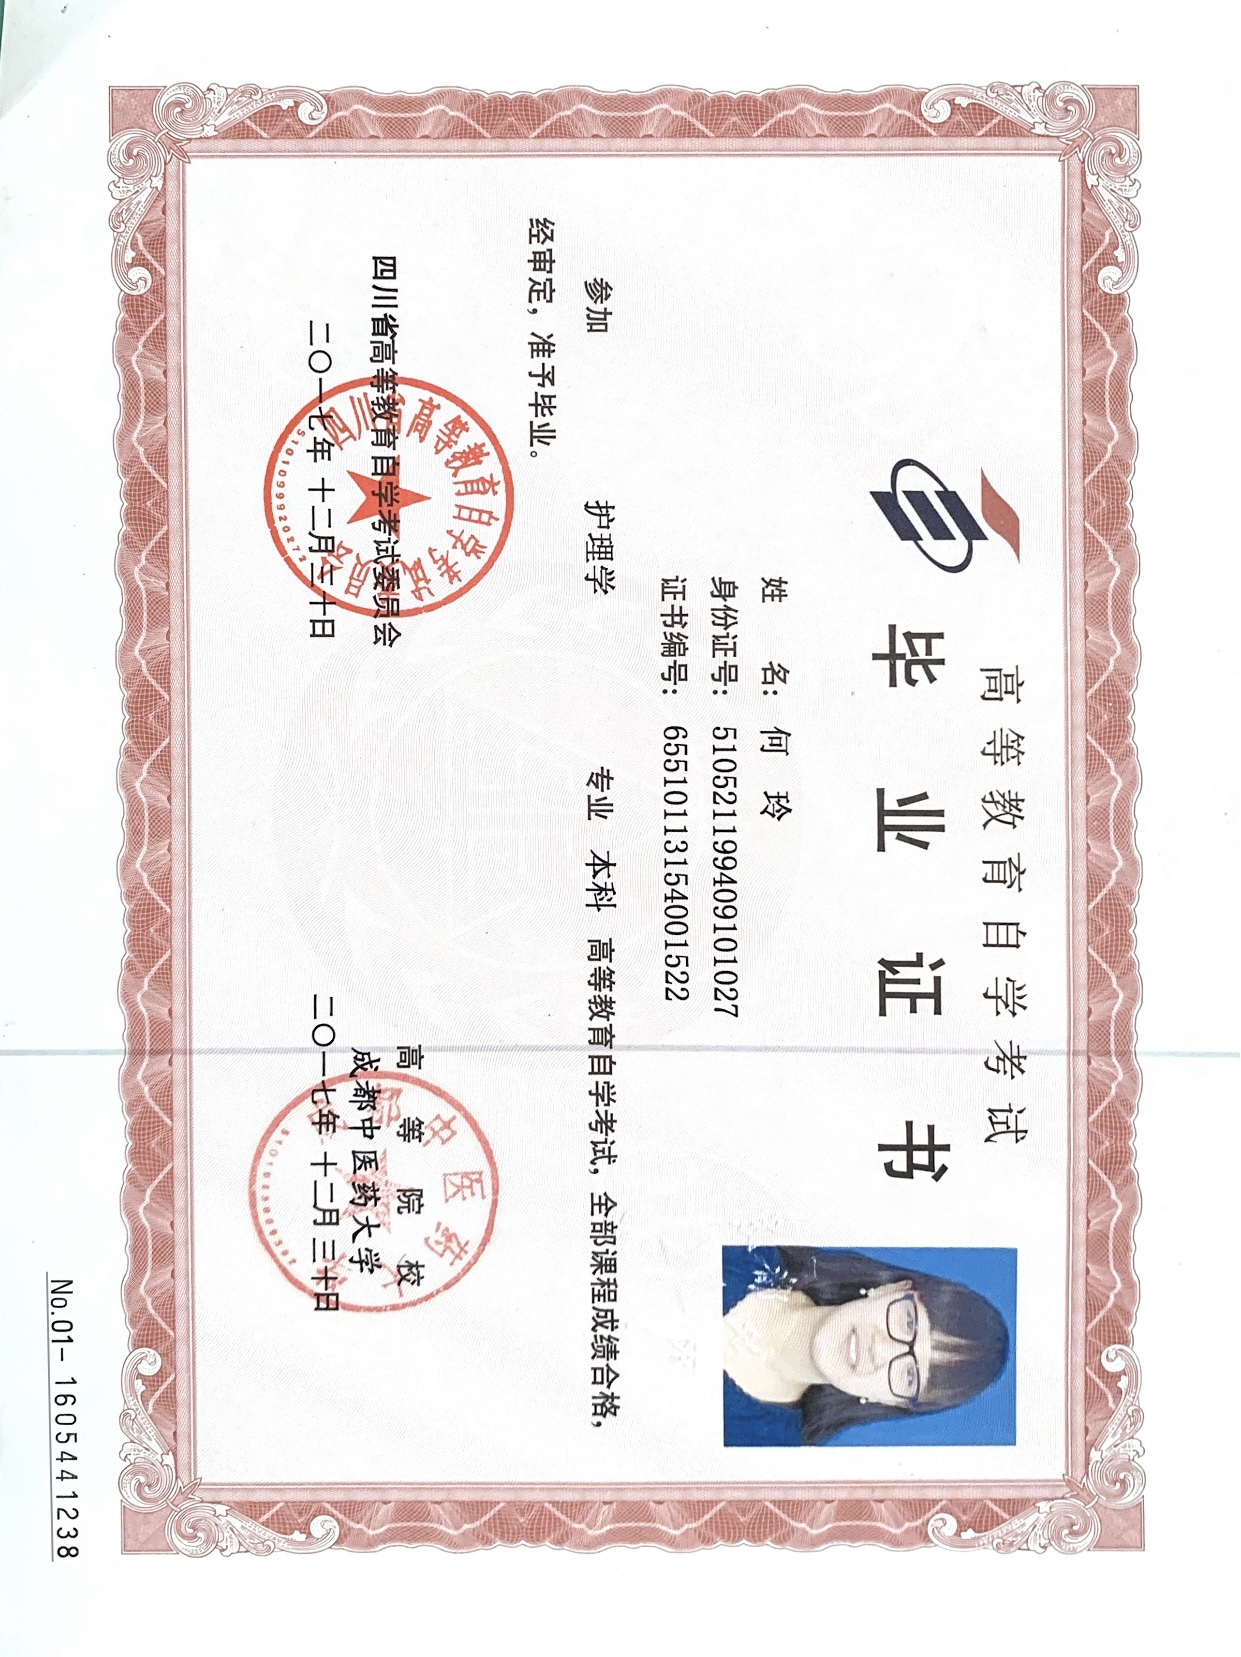 高等教育自学考试
毕业证书
姓 名： 何 玲
身份证号： 510521199409101027
证书编号： 65510113154001522
参加 护理学 专业 本科 高等教育自学考试，全部课程成绩合格，
经审定，准予毕业。
四川省高等教育自学考试委员会
二〇一七年 十二月三十日
四川省高等教育自学考试委员会
5101099920272
高 等 院 校
成都中医药大学
二〇一七年 十二月 三十日
成都中医药大学
No.01- 1605441238